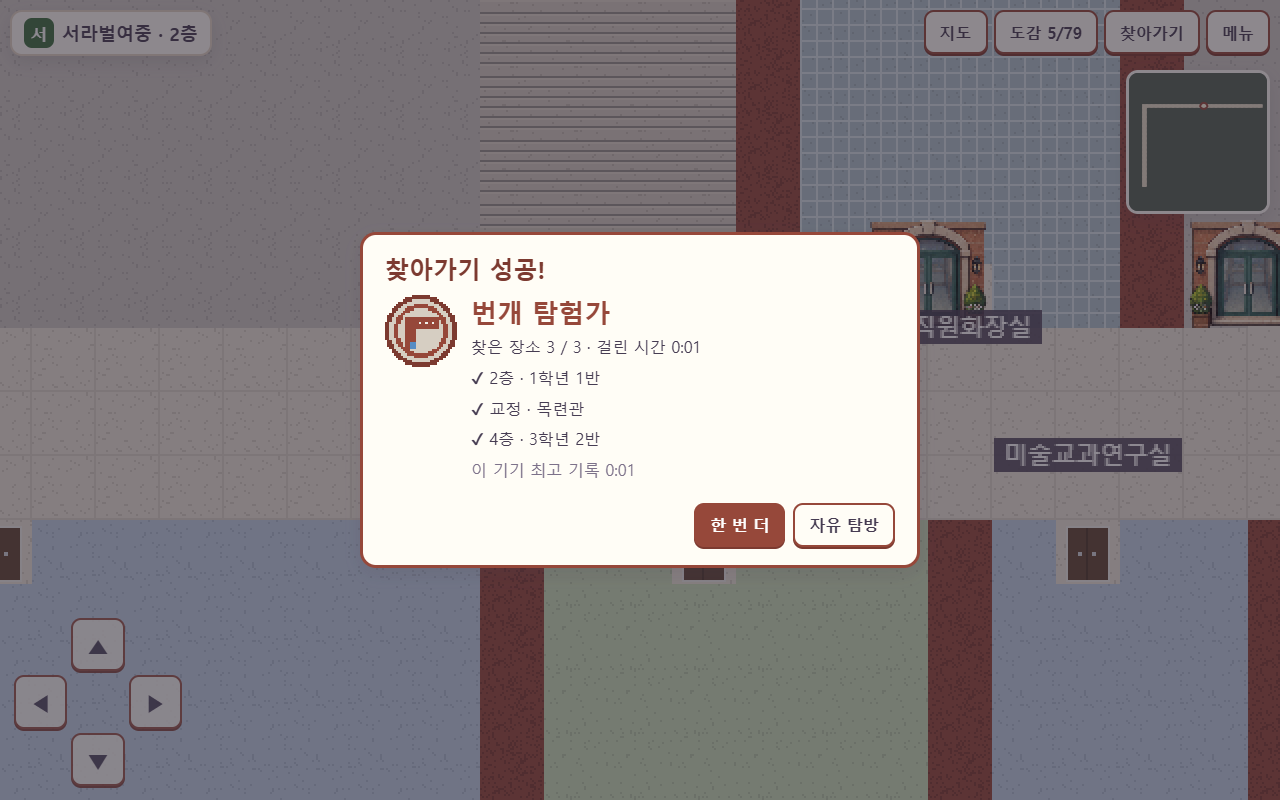 서 서라벌여중 · 2층
지도
도감 5/79
찾아가기
메뉴
찾아가기 성공!
번개 탐험가
찾은 장소 3 / 3 · 걸린 시간 0:01
✓ 2층 · 1학년 1반
✓ 교정 · 목련관
✓ 4층 · 3학년 2반
이 기기 최고 기록 0:01
한 번 더
자유 탐방
직원화장실
미술교과연구실